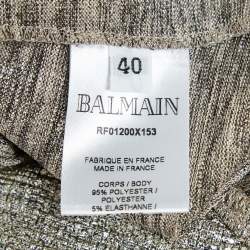 40
BALMAIN
RF01200X153
FABRIQUE EN FRANCE
MADE IN FRANCE
CORPS / BODY
95% POLYESTER /
POLYESTER
5% ELASTHANNE /